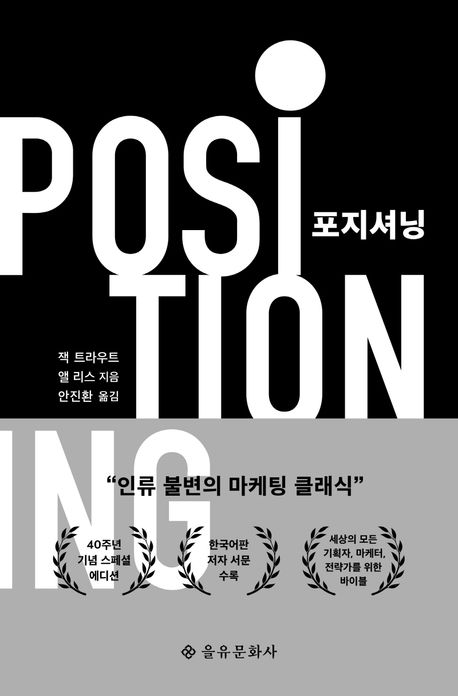 POSi
포지셔닝
TION
잭 트라우트
앨 리스 지음
안진환 옮김
ING
“인류 불변의 마케팅 클래식”
40주년
기념 스페셜
에디션
한국어판
저자 서문
수록
세상의 모든
기획자, 마케터,
전략가를 위한
바이블
을유문화사